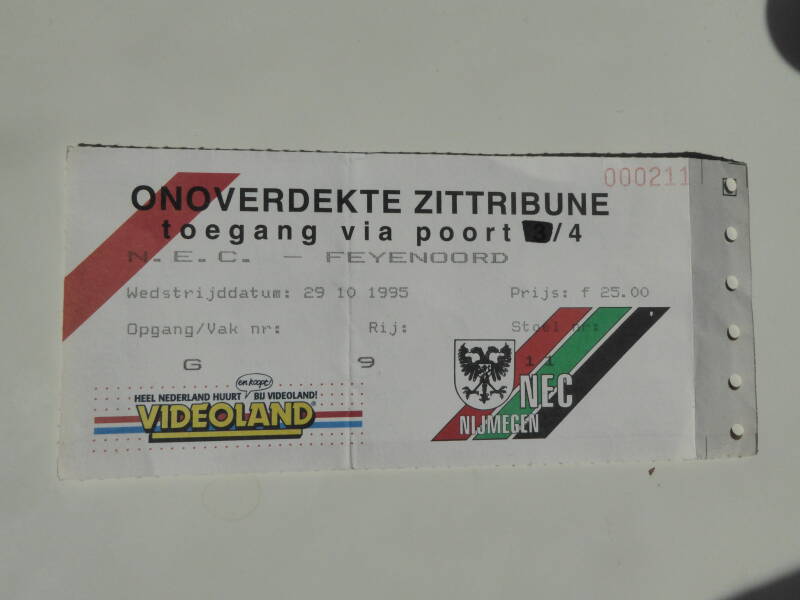 000211
ONOVERDEKTE ZITTRIBUNE
toegang via poort 3/4
N.E.C. - FEYENOORD
Wedstrijddatum: 29 10 1995 Prijs: f 25.00
Opgang/Vak nr: Rij: Stoel nr:
G 9 11
en koopt!
HEEL NEDERLAND HUURT BIJ VIDEOLAND!
VIDEOLAND
NEC
NIJMEGEN